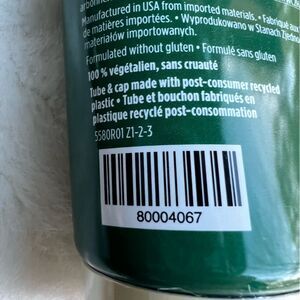 Manufactured in USA from imported materials. • Fabriqué aux
de matières importées. • Wyprodukowano w Stanach Zjedno
materiałów importowanych.
Formulated without gluten • Formulé sans gluten
100 % végétalien, sans cruauté
Tube & cap made with post-consumer recycled
plastic • Tube et bouchon fabriqués en
plastique recyclé post-consommation
5580R01 Z1-2-3
80004067